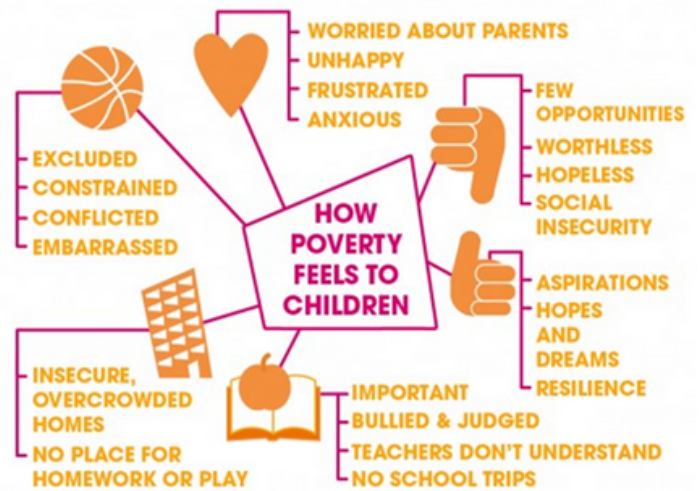 HOW
POVERTY
FEELS TO
CHILDREN
WORRIED ABOUT PARENTS
UNHAPPY
FRUSTRATED
ANXIOUS
FEW
OPPORTUNITIES
WORTHLESS
HOPELESS
SOCIAL
INSECURITY
ASPIRATIONS
HOPES
AND
DREAMS
RESILIENCE
IMPORTANT
BULLIED & JUDGED
TEACHERS DON'T UNDERSTAND
NO SCHOOL TRIPS
INSECURE,
OVERCROWDED
HOMES
NO PLACE FOR
HOMEWORK OR PLAY
EXCLUDED
CONSTRAINED
CONFLICTED
EMBARRASSED